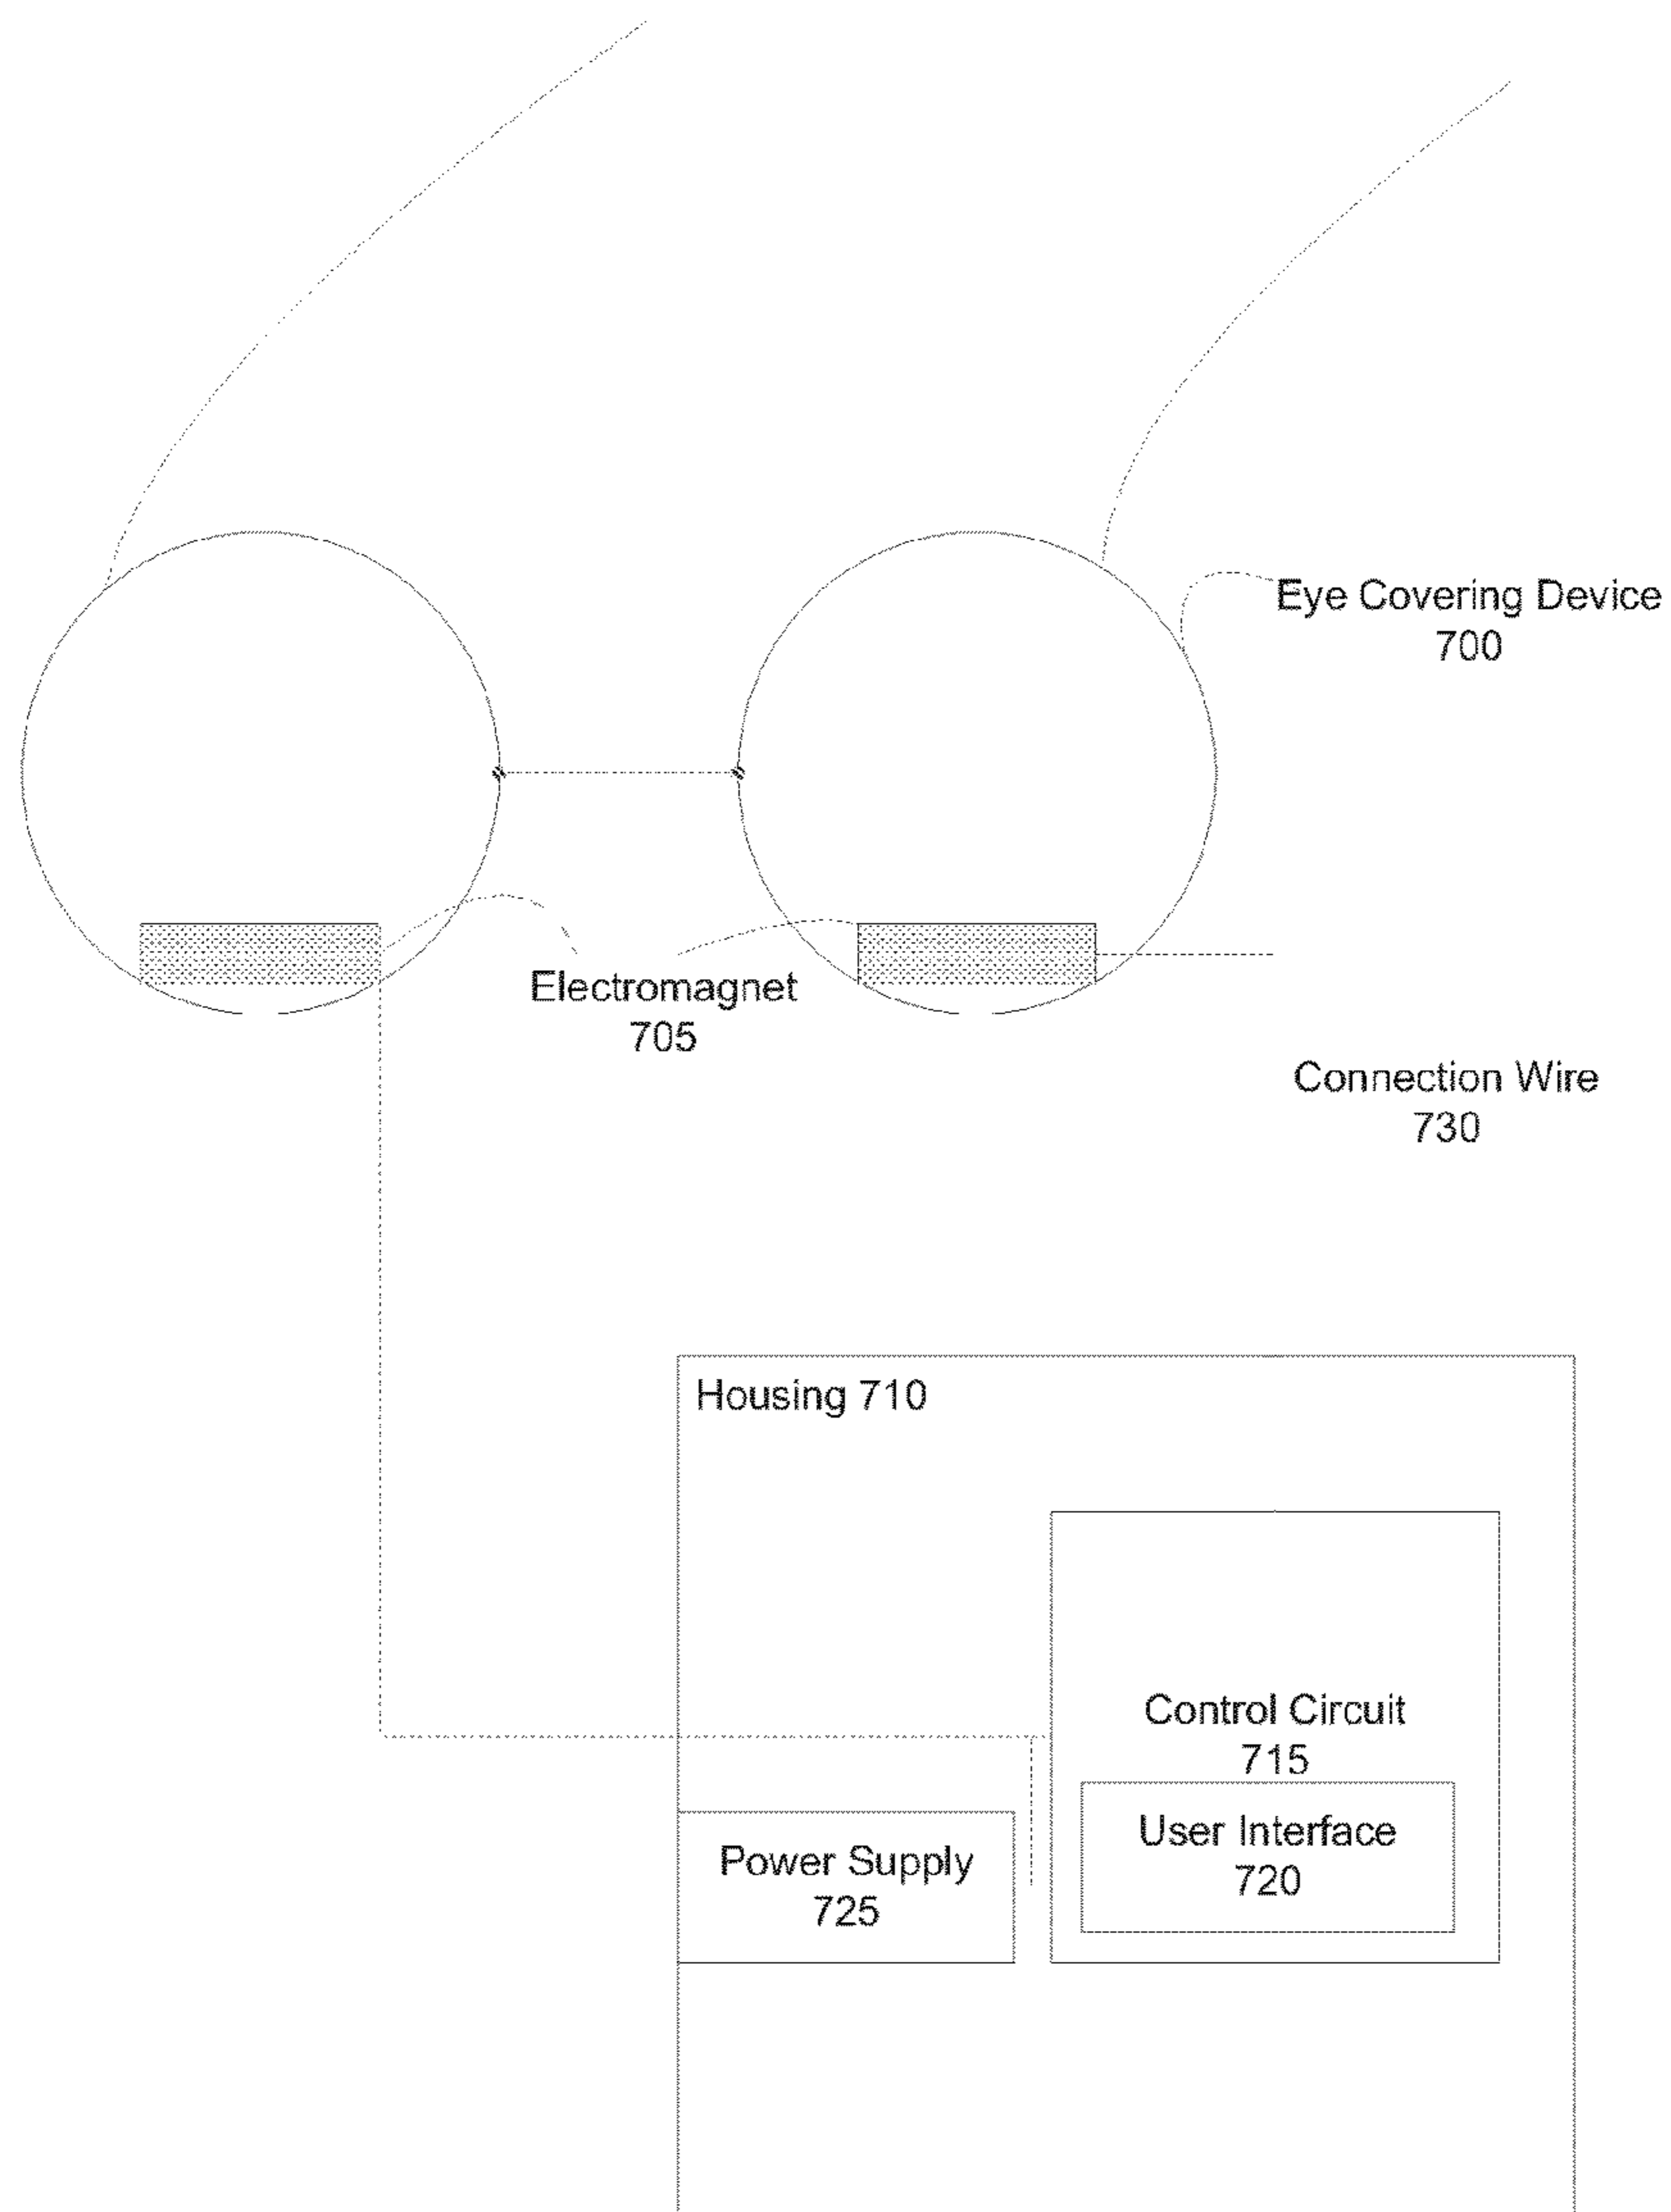 Eye Covering Device
700
Electromagnet
705
Connection Wire
730
Housing 710
Control Circuit
715
User Interface
720
Power Supply
725